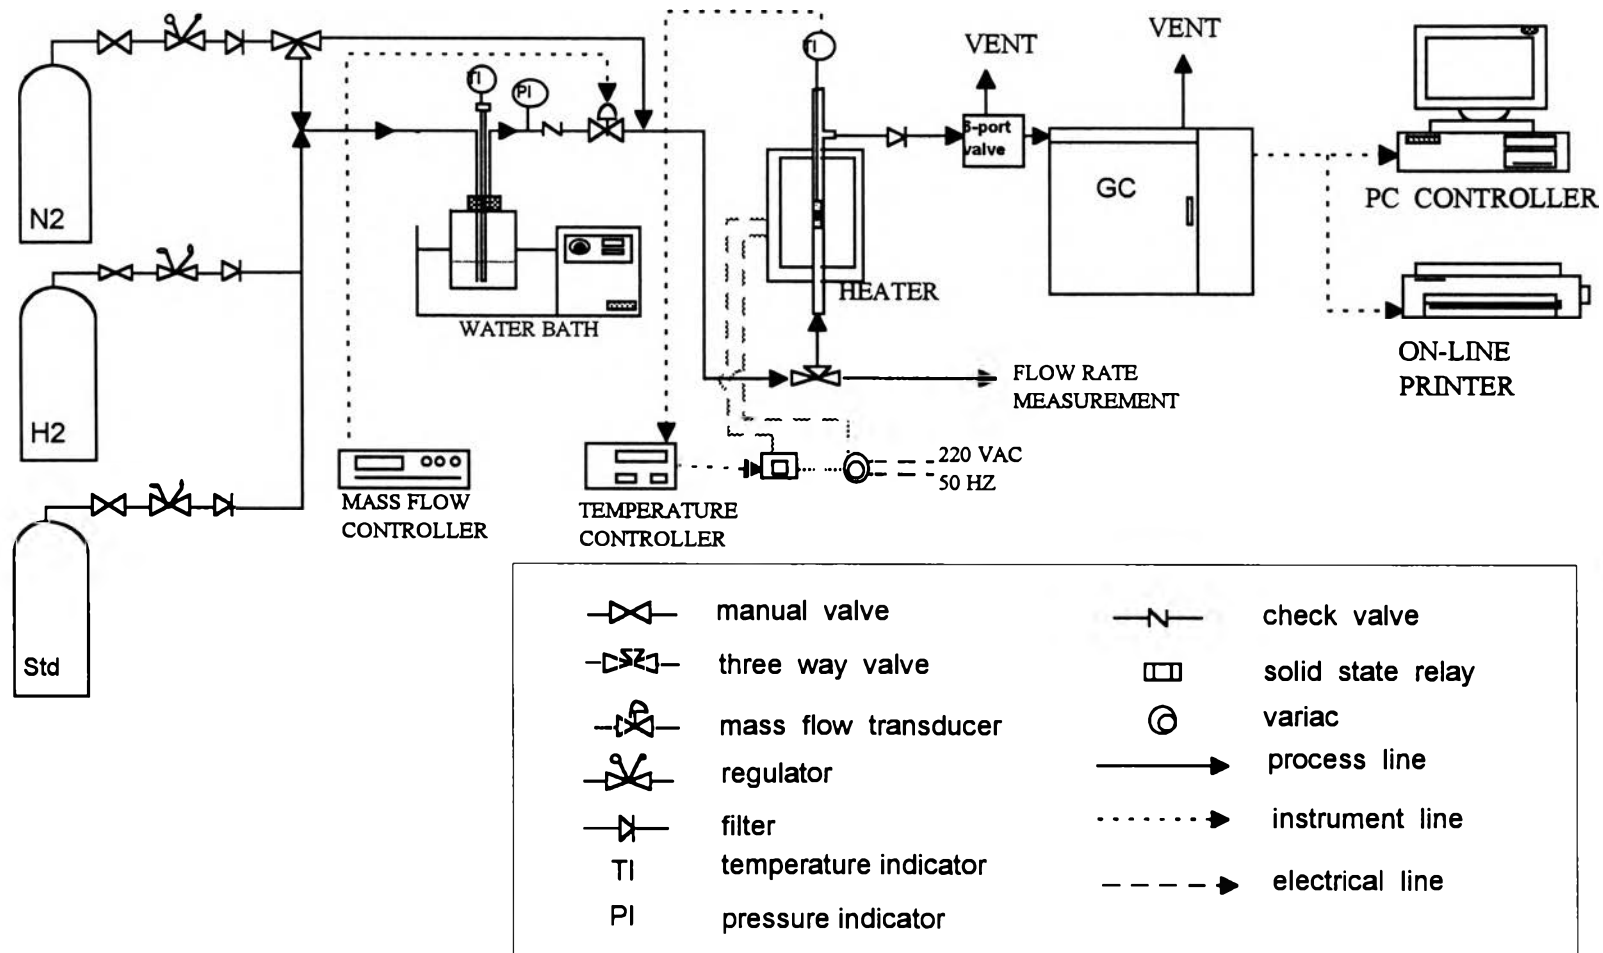 VENT
VENT
TI
TI
PI
6-port
valve
GC
N2
PC CONTROLLER
HEATER
WATER BATH
ON-LINE
PRINTER
FLOW RATE
MEASUREMENT
H2
220 VAC
50 HZ
MASS FLOW
CONTROLLER
TEMPERATURE
CONTROLLER
Std
manual valve
three way valve
mass flow transducer
regulator
filter
TI temperature indicator
PI pressure indicator
check valve
solid state relay
variac
process line
instrument line
electrical line